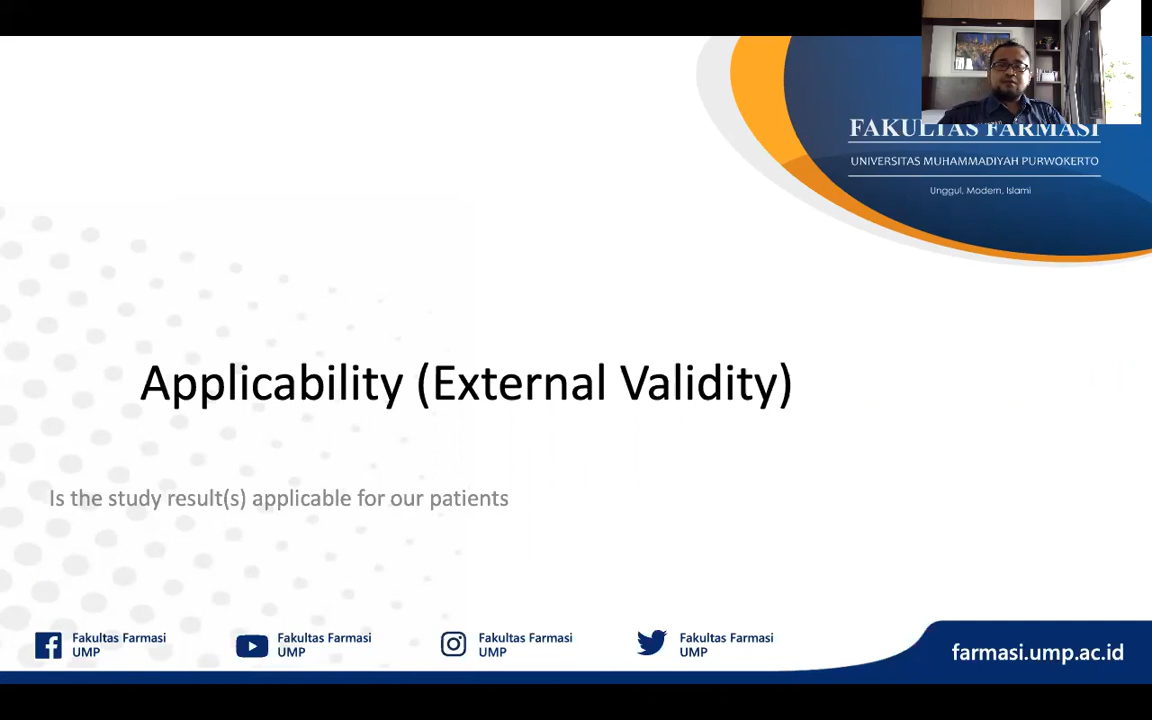 FAKULTAS FARMASI
UNIVERSITAS MUHAMMADIYAH PURWOKERTO
Unggul, Modern, Islami
Applicability (External Validity)
Is the study result(s) applicable for our patients
Fakultas Farmasi
UMP
Fakultas Farmasi
UMP
Fakultas Farmasi
UMP
Fakultas Farmasi
UMP
farmasi.ump.ac.id